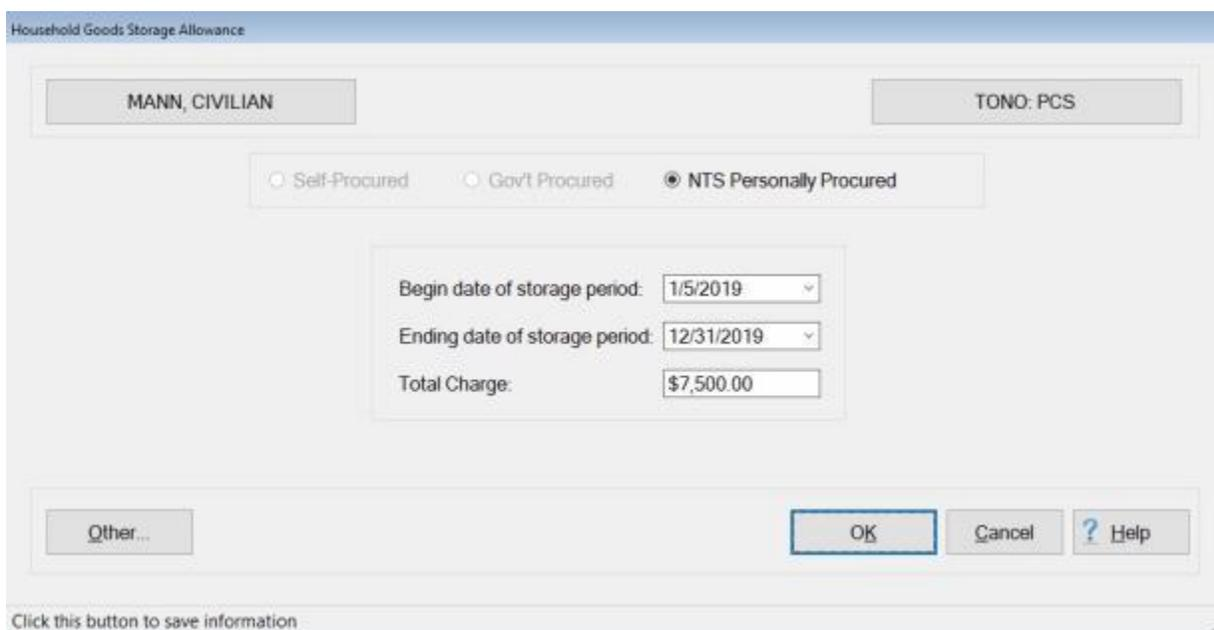 Household Goods Storage Allowance
MANN, CIVILIAN
TONO: PCS
Self-Procured
Gov't Procured
NTS Personally Procured
Begin date of storage period: 1/5/2019
Ending date of storage period: 12/31/2019
Total Charge: $7,500.00
Other...
OK
Cancel
? Help
Click this button to save information